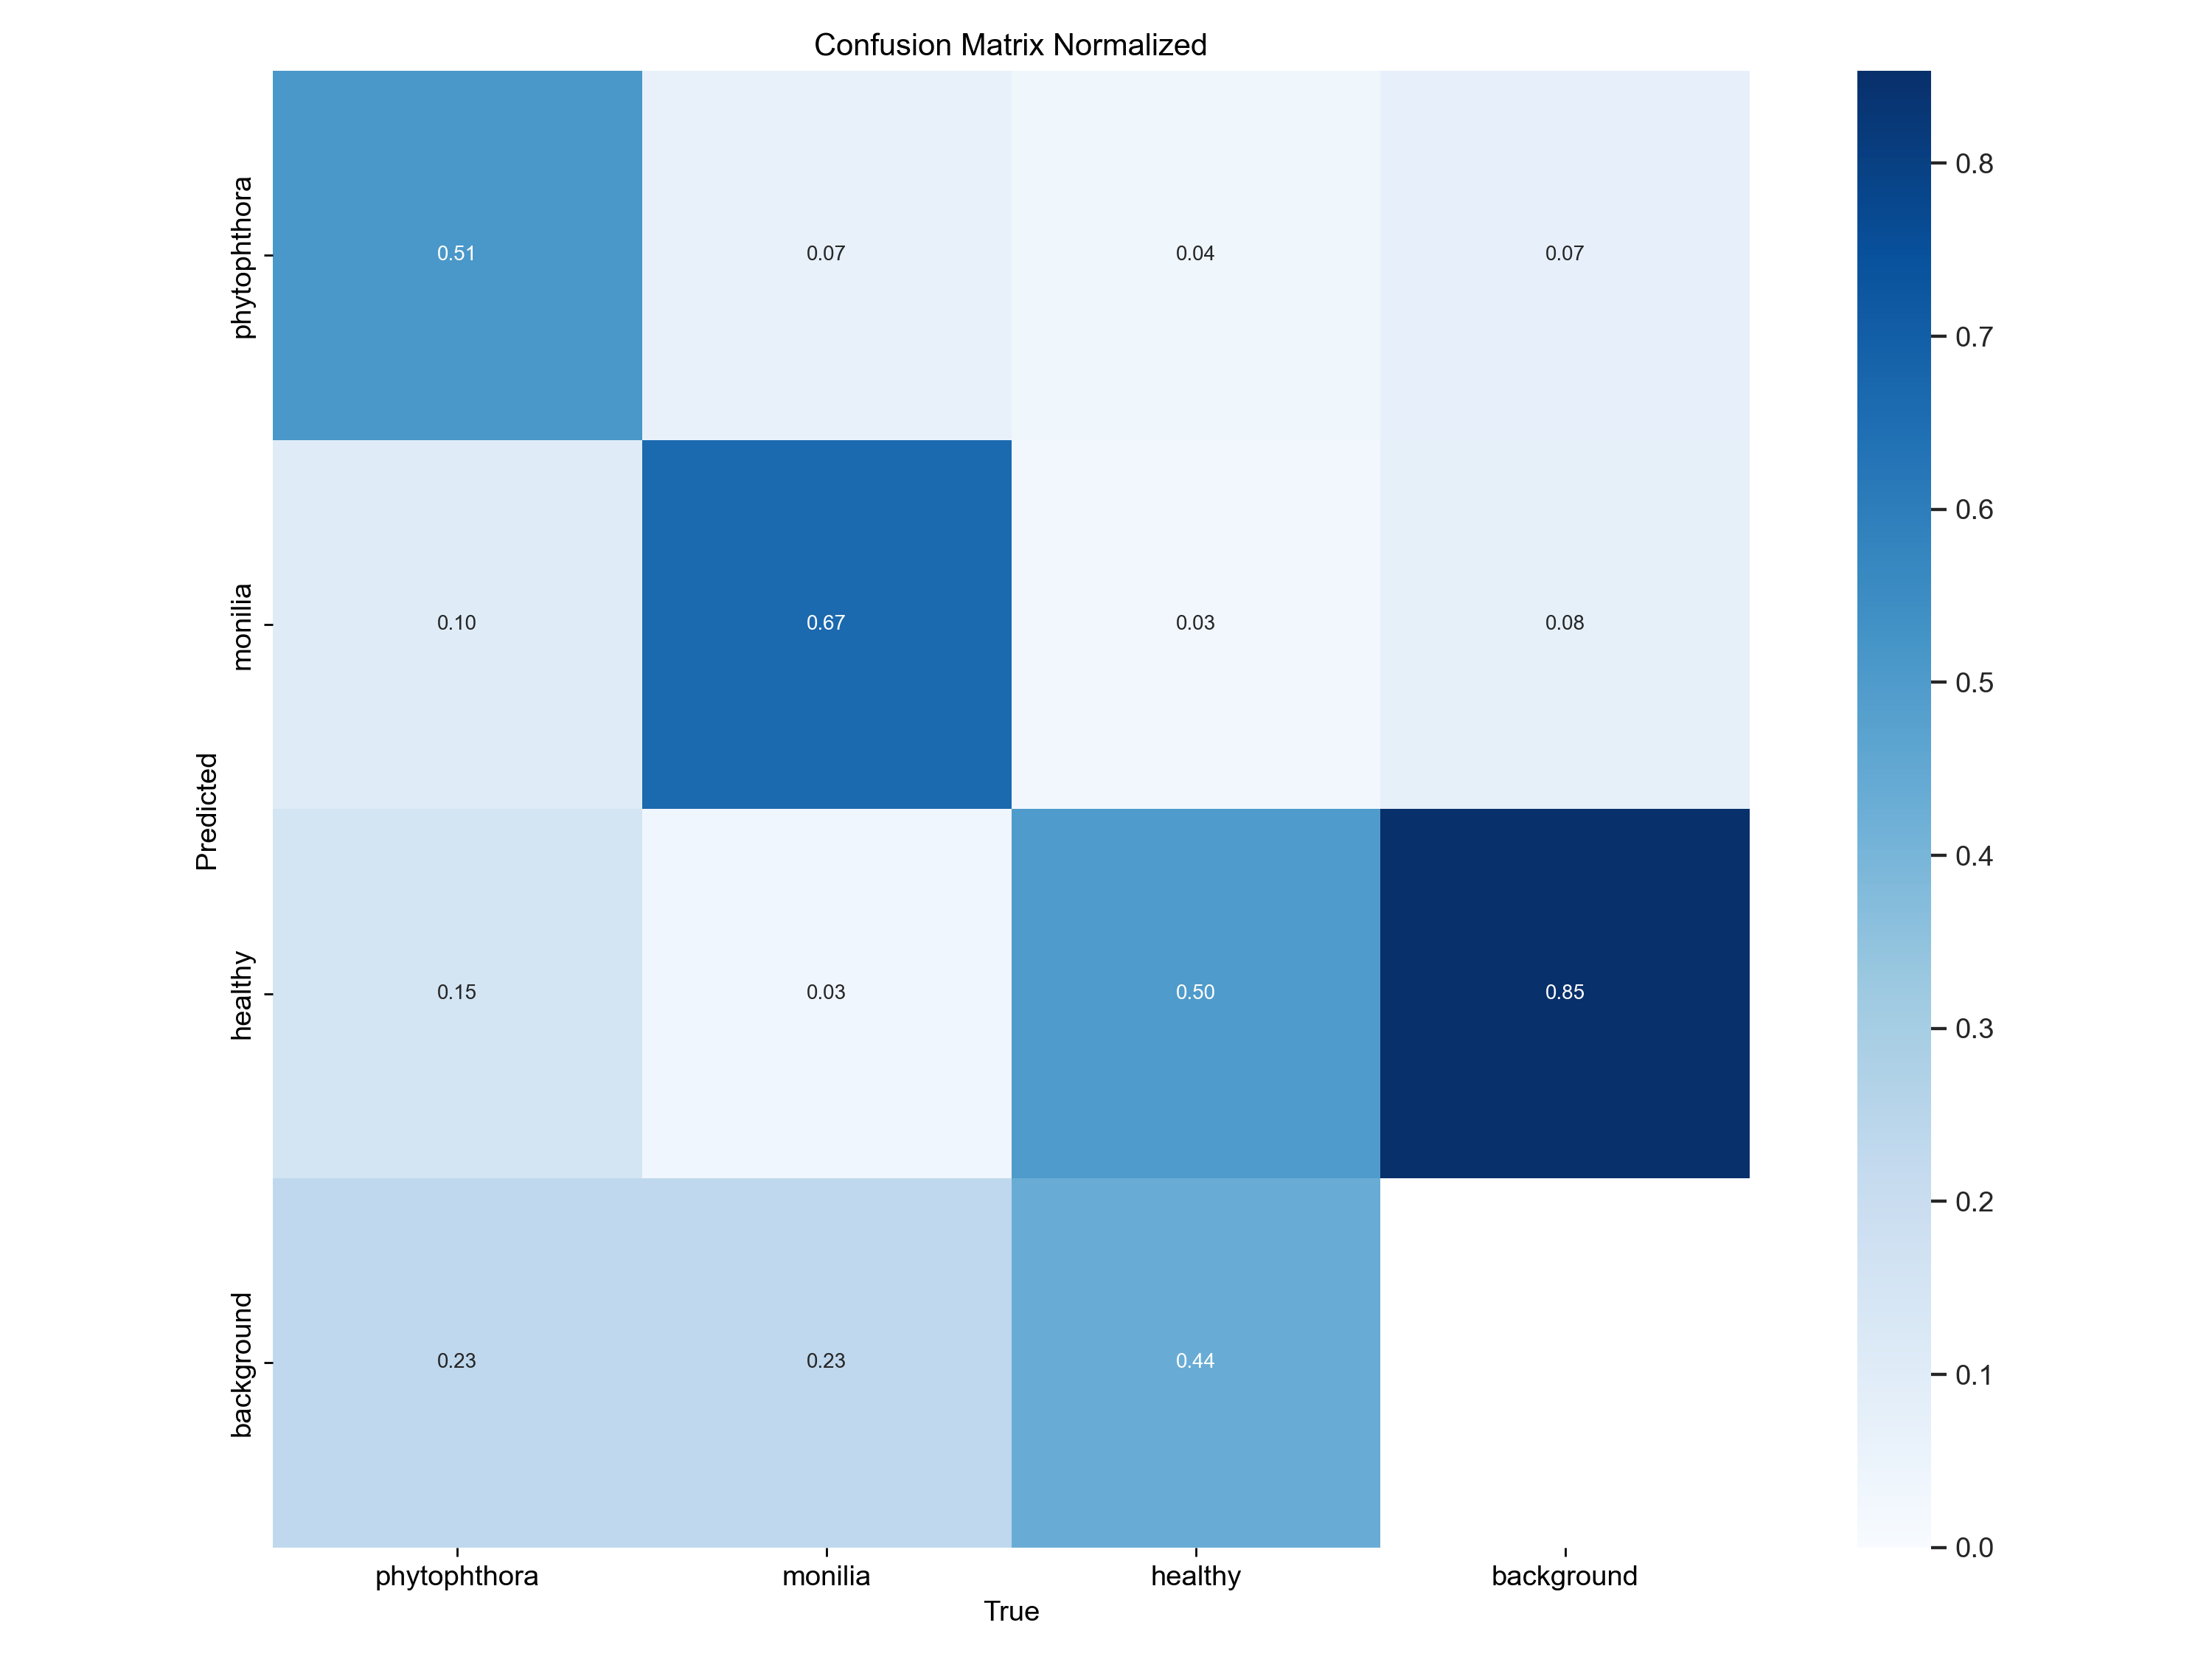 Confusion Matrix Normalized
phytophthora
0.51
0.07
0.04
0.07
monilia
0.10
0.67
0.03
0.08
healthy
0.15
0.03
0.50
0.85
background
0.23
0.23
0.44
Predicted
phytophthora
monilia
healthy
background
True
0.8
0.7
0.6
0.5
0.4
0.3
0.2
0.1
0.0